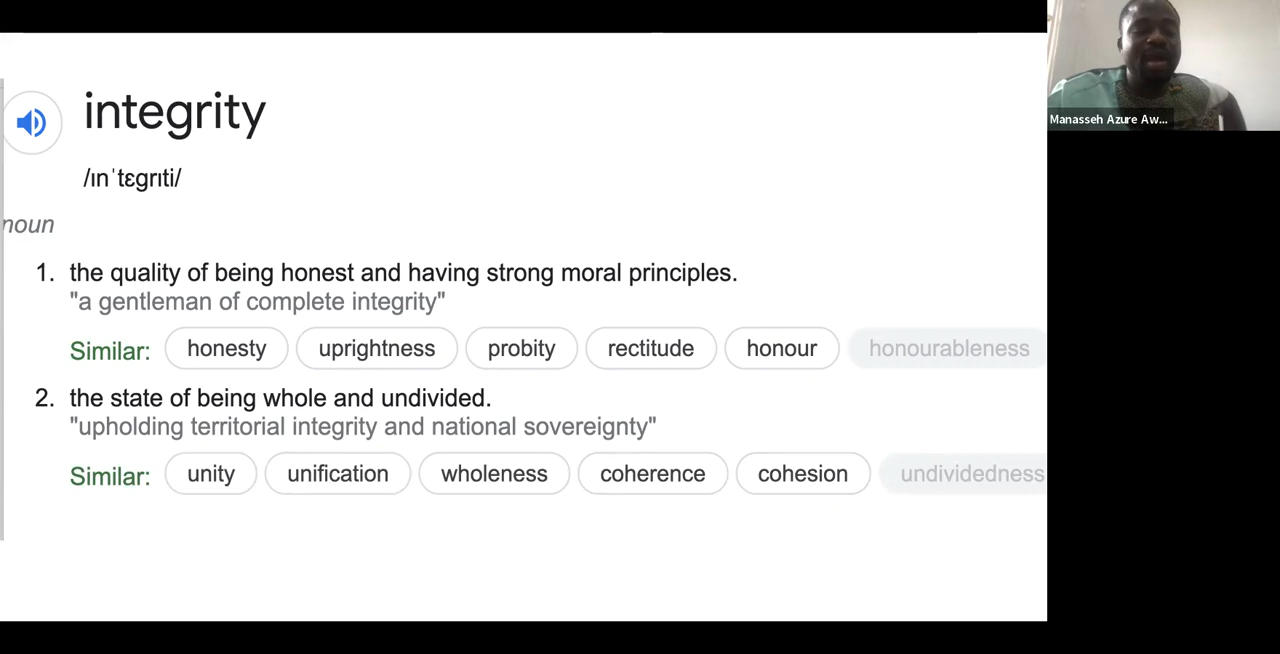 integrity
/ɪnˈtɛɡrɪti/
noun
1. the quality of being honest and having strong moral principles.
"a gentleman of complete integrity"
Similar: honesty uprightness probity rectitude honour honourableness
2. the state of being whole and undivided.
"upholding territorial integrity and national sovereignty"
Similar: unity unification wholeness coherence cohesion undividedness
Manasseh Azure Aw...